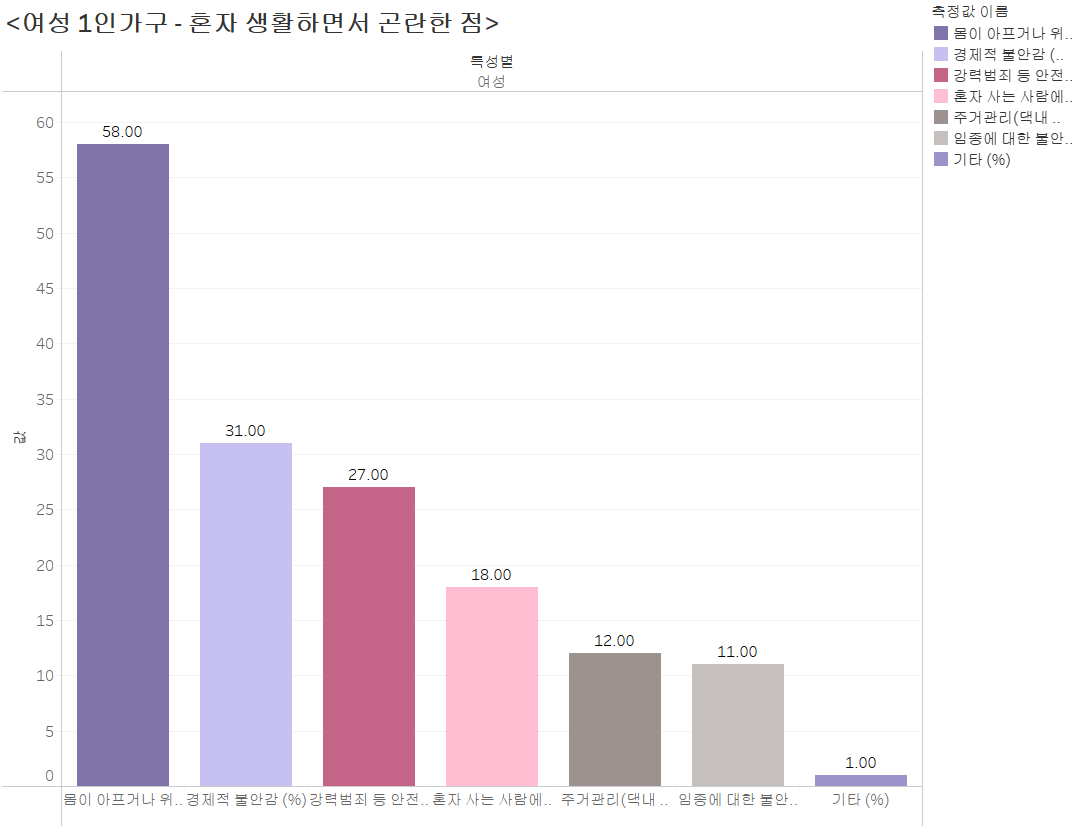 <여성 1인가구 - 혼자 생활하면서 곤란한 점>
특성별
여성
값
60
55
50
45
40
35
30
25
20
15
10
5
0
58.00
31.00
27.00
18.00
12.00
11.00
1.00
몸이 아프거나 위..
경제적 불안감 (%)
강력범죄 등 안전..
혼자 사는 사람에..
주거관리(댁내 ..
임종에 대한 불안..
기타 (%)
측정값 이름
몸이 아프거나 위..
경제적 불안감 (..
강력범죄 등 안전..
혼자 사는 사람에..
주거관리(댁내 ..
임종에 대한 불안..
기타 (%)